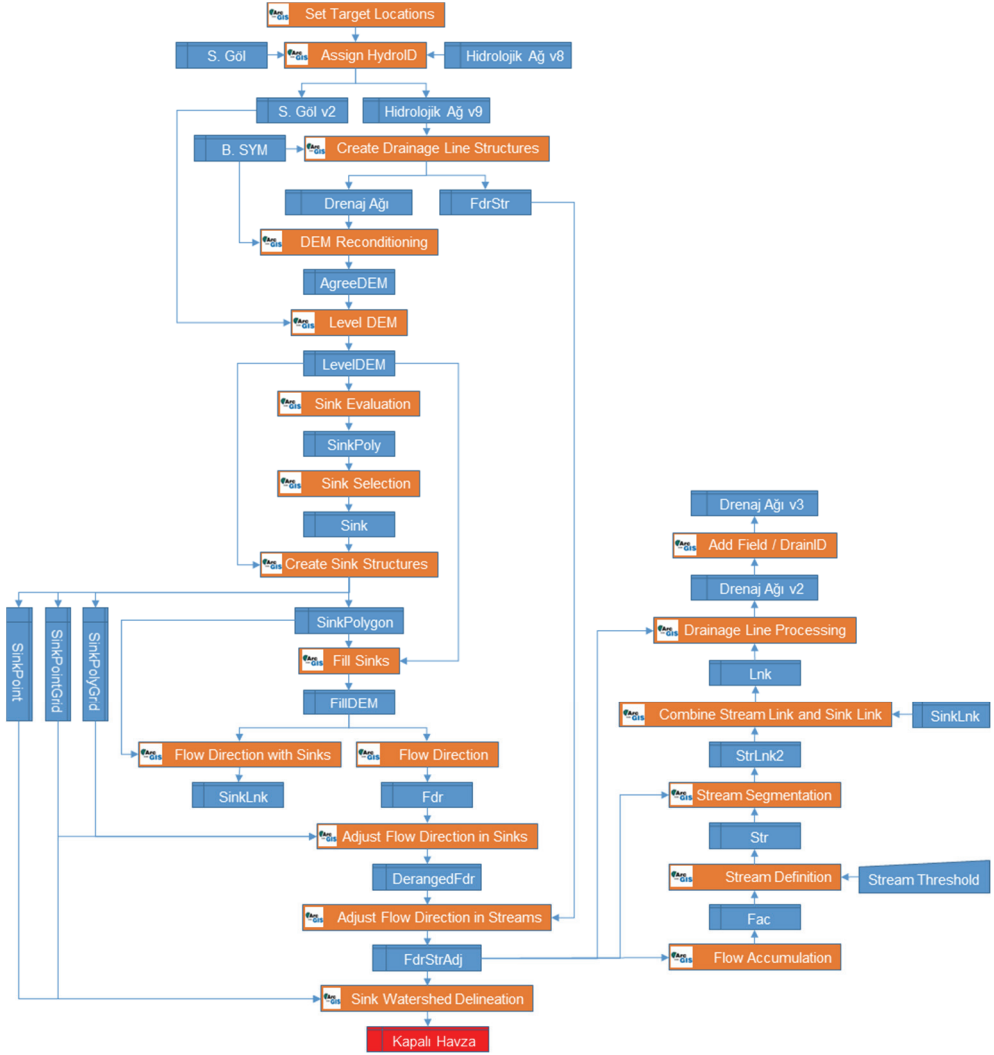 Set Target Locations
S. Göl
Assign HydroID
Hidrolojik Ağ v8
S. Göl v2
Hidrolojik Ağ v9
B. SYM
Create Drainage Line Structures
Drenaj Ağı
FdrStr
DEM Reconditioning
AgreeDEM
Level DEM
LevelDEM
Sink Evaluation
SinkPoly
Sink Selection
Sink
Create Sink Structures
SinkPoint
SinkPointGrid
SinkPolyGrd
SinkPolygon
Fill Sinks
FillDEM
Flow Direction with Sinks
Flow Direction
SinkLnk
Fdr
Adjust Flow Direction in Sinks
DerangedFdr
Adjust Flow Direction in Streams
FdrStrAdj
Sink Watershed Delineation
Kapalı Havza
Drenaj Ağı v3
Add Field / DrainID
Drenaj Ağı v2
Drainage Line Processing
Lnk
Combine Stream Link and Sink Link
SinkLnk
StrLnk2
Stream Segmentation
Str
Stream Definition
Stream Threshold
Fac
Flow Accumulation